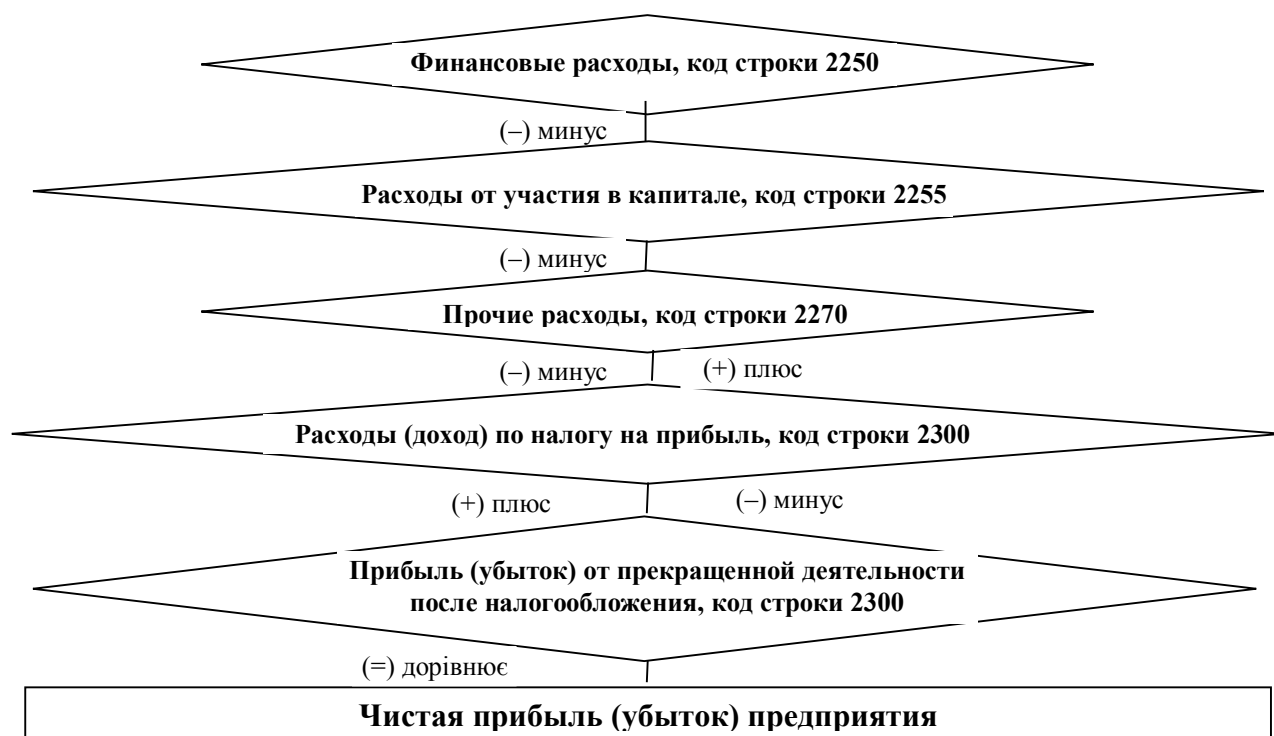 Финансовые расходы, код строки 2250
(–) минус
Расходы от участия в капитале, код строки 2255
(–) минус
Прочие расходы, код строки 2270
(–) минус
(+) плюс
Расходы (доход) по налогу на прибыль, код строки 2300
(+) плюс
(–) минус
Прибыль (убыток) от прекращенной деятельности
после налогообложения, код строки 2300
(=) дорівнює
Чистая прибыль (убыток) предприятия